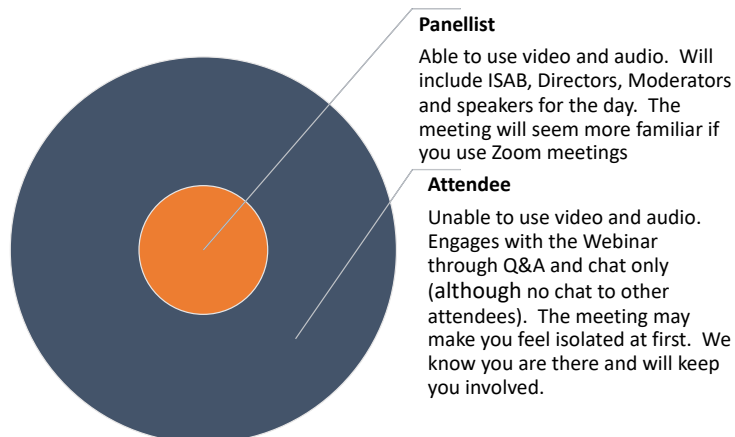 Panellist
Able to use video and audio.  Will
include ISAB, Directors, Moderators
and speakers for the day.  The
meeting will seem more familiar if
you use Zoom meetings
Attendee
Unable to use video and audio.
Engages with the Webinar
through Q&A and chat only
(although no chat to other
attendees).  The meeting may
make you feel isolated at first.  We
know you are there and will keep
you involved.